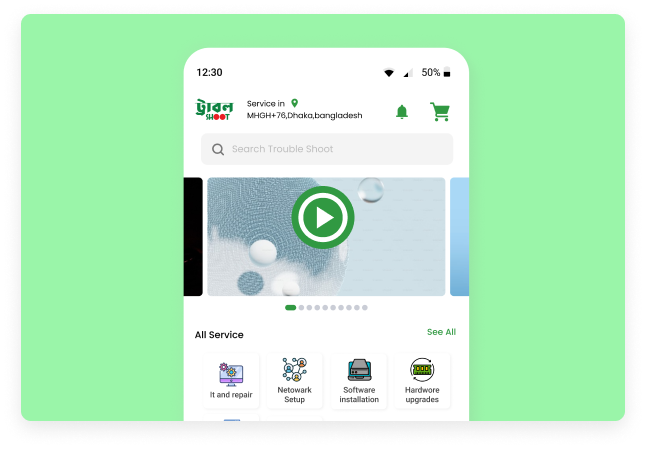 12:30
50%
ট্রাবল
SHOOT
Service in
MHGH+76,Dhaka,bangladesh
Search Trouble Shoot
All Service
See All
It and repair
Netowark
Setup
Software
installation
Hardwore
upgrades